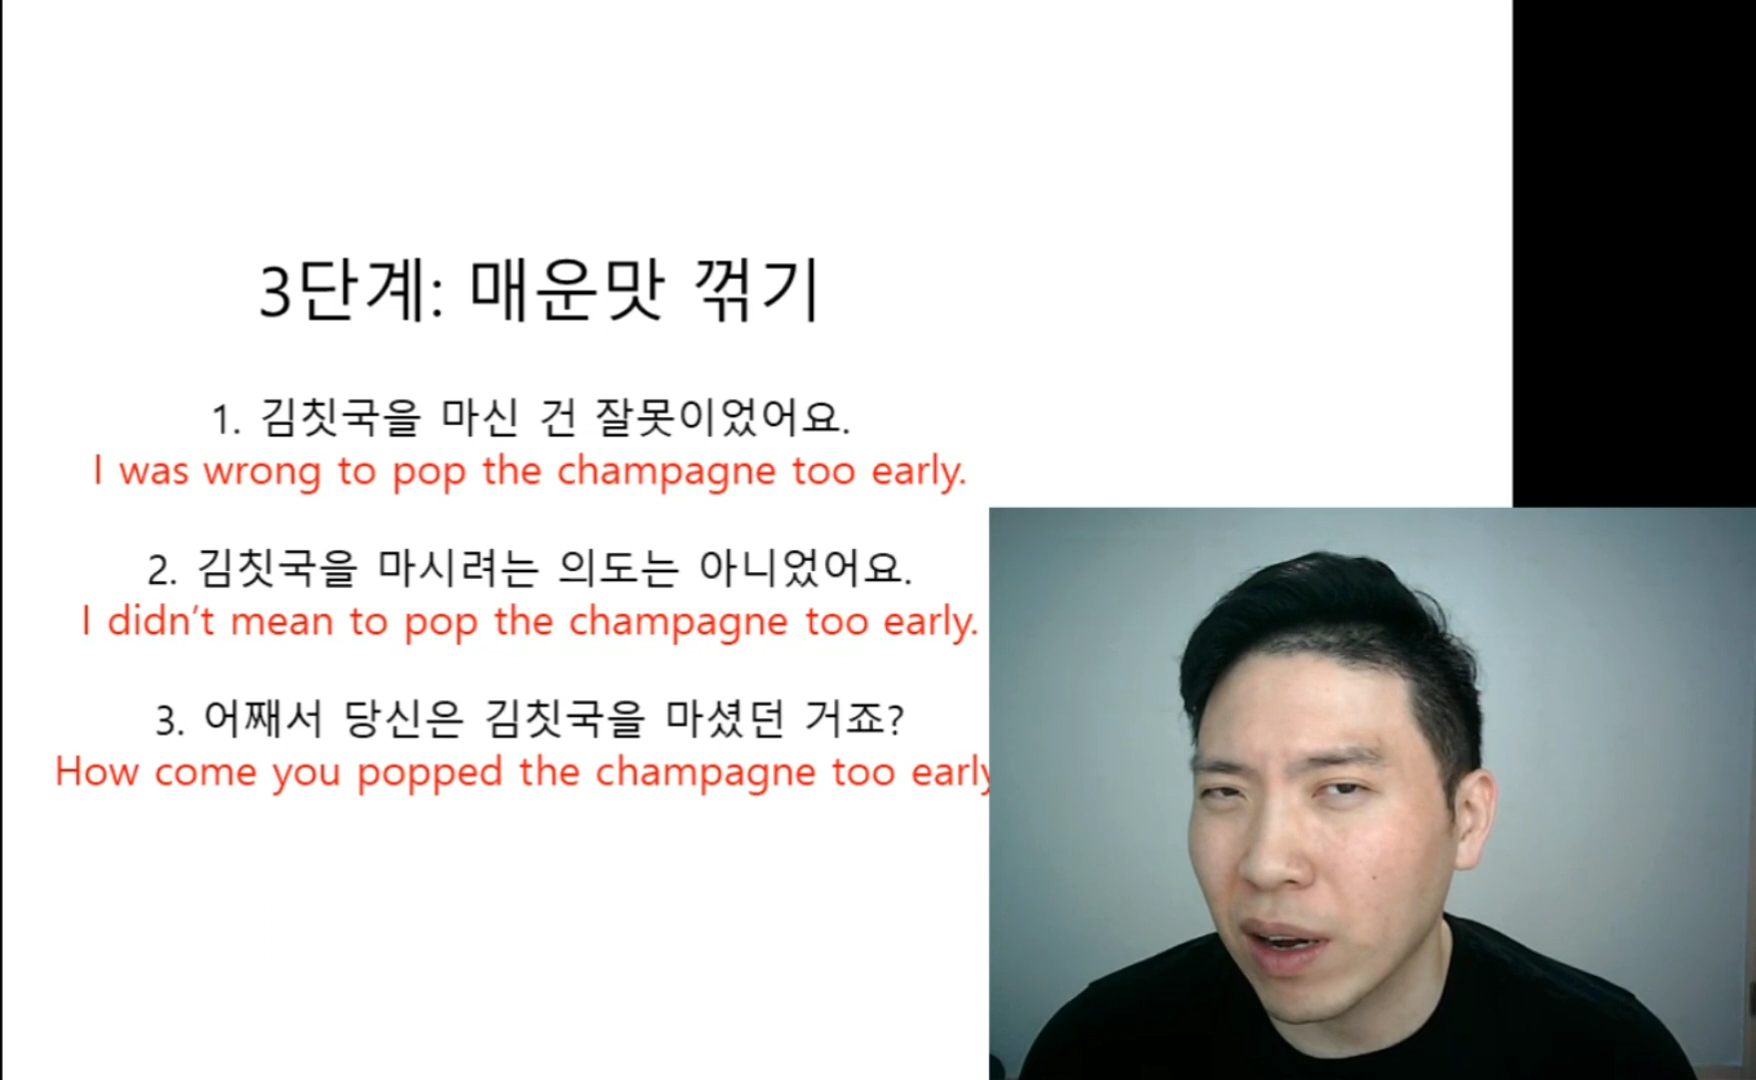 3단계: 매운맛 꺾기
1. 김칫국을 마신 건 잘못이었어요.
I was wrong to pop the champagne too early.
2. 김칫국을 마시려는 의도는 아니었어요.
I didn’t mean to pop the champagne too early.
3. 어째서 당신은 김칫국을 마셨던 거죠?
How come you popped the champagne too early